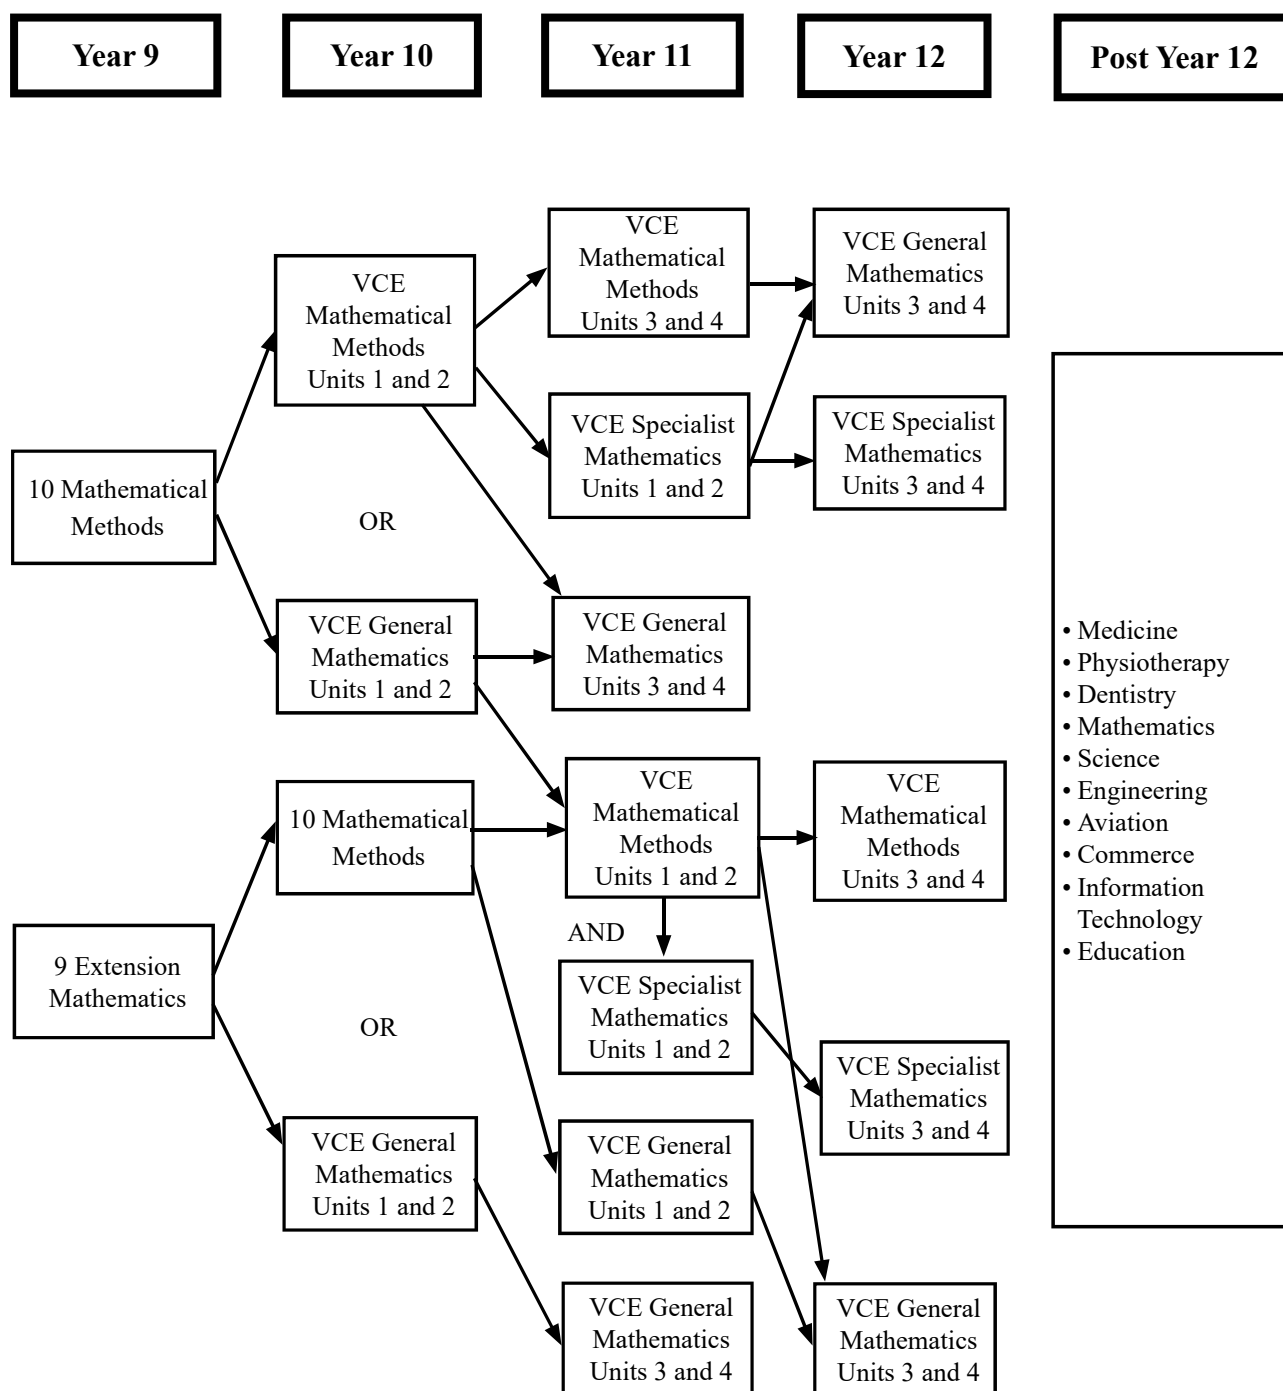 Year 9
Year 10
Year 11
Year 12
Post Year 12
VCE
Mathematical
Methods
Units 3 and 4
VCE General
Mathematics
Units 3 and 4
VCE
Mathematical
Methods
Units 1 and 2
VCE Specialist
Mathematics
Units 1 and 2
VCE Specialist
Mathematics
Units 3 and 4
10 Mathematical
Methods
OR
VCE General
Mathematics
Units 1 and 2
VCE General
Mathematics
Units 3 and 4
10 Mathematical
Methods
VCE
Mathematical
Methods
Units 1 and 2
VCE
Mathematical
Methods
Units 3 and 4
AND
9 Extension
Mathematics
OR
VCE Specialist
Mathematics
Units 1 and 2
VCE Specialist
Mathematics
Units 3 and 4
VCE General
Mathematics
Units 1 and 2
VCE General
Mathematics
Units 1 and 2
VCE General
Mathematics
Units 3 and 4
VCE General
Mathematics
Units 3 and 4
• Medicine
• Physiotherapy
• Dentistry
• Mathematics
• Science
• Engineering
• Aviation
• Commerce
• Information
Technology
• Education